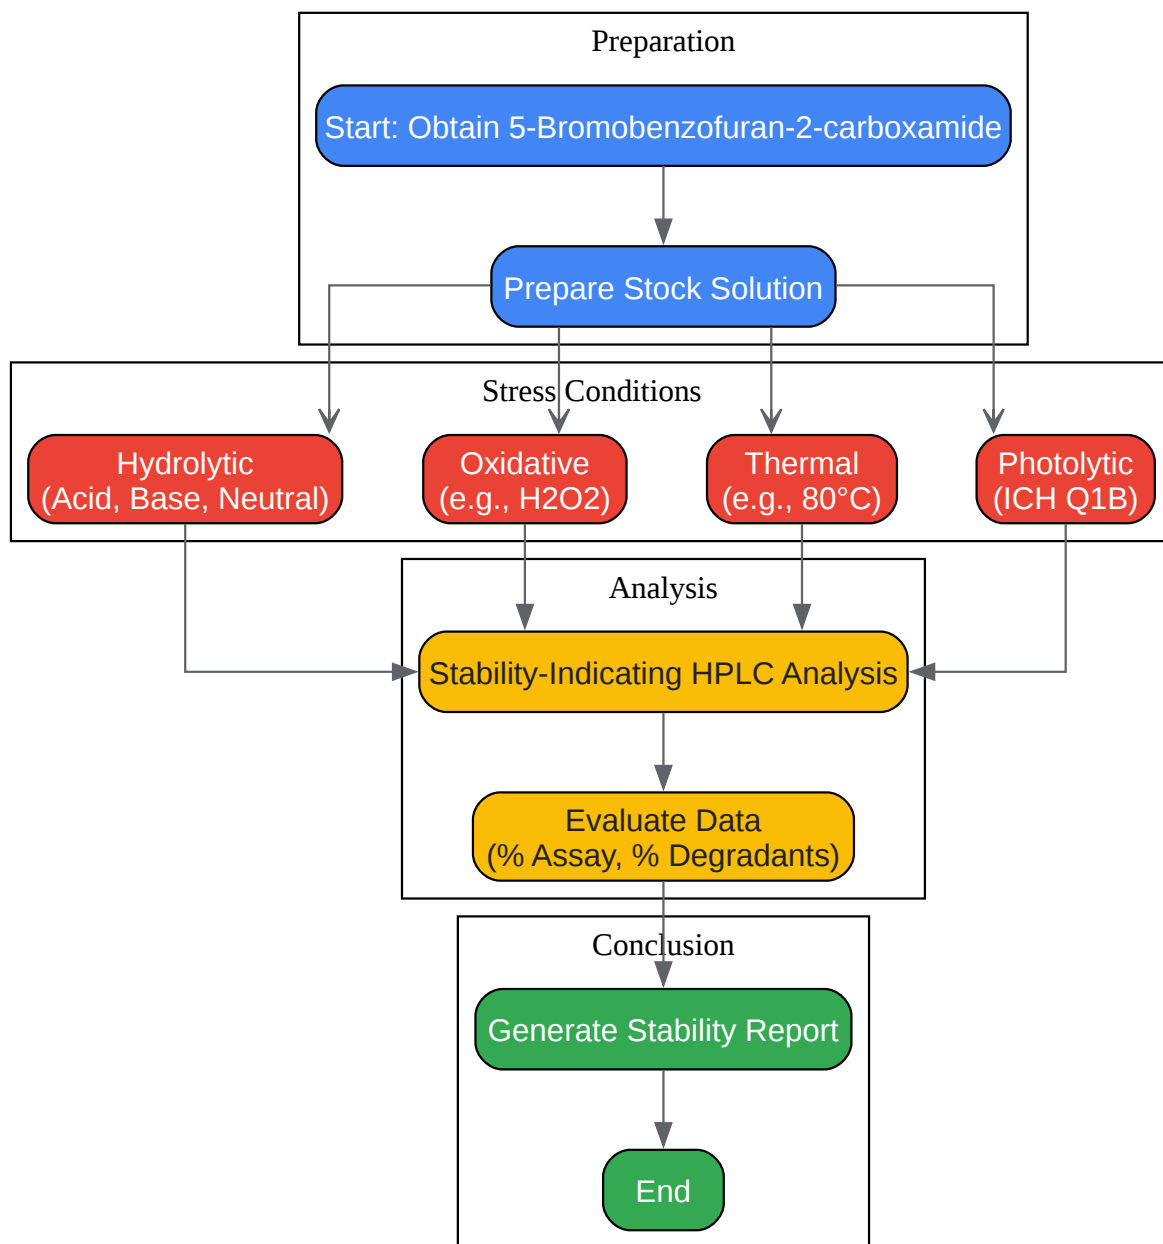 Preparation
Start: Obtain 5-Bromobenzofuran-2-carboxamide
Prepare Stock Solution
Stress Conditions
Hydrolytic
(Acid, Base, Neutral)
Oxidative
(e.g., H2O2)
Thermal
(e.g., 80°C)
Photolytic
(ICH Q1B)
Analysis
Stability-Indicating HPLC Analysis
Evaluate Data
(% Assay, % Degradants)
Conclusion
Generate Stability Report
End